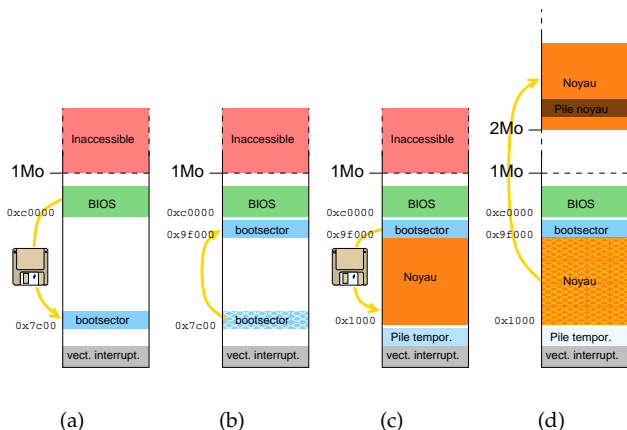 Inaccessible
1Mo
BIOS
0xc0000
bootsector
0x7c00
vect. interrupt.
(a)
Inaccessible
BIOS
0xc0000
0x9f000
bootsector
bootsector
0x7c00
vect. interrupt.
(b)
Inaccessible
1Mo
BIOS
0xc0000
bootsector
0x9f000
Noyau
0x1000
Pile tempor.
vect. interrupt.
(c)
Noyau
Pile noyau
2Mo
1Mo
BIOS
0xc0000
bootsector
0x9f000
Noyau
0x1000
Pile tempor.
vect. interrupt.
(d)